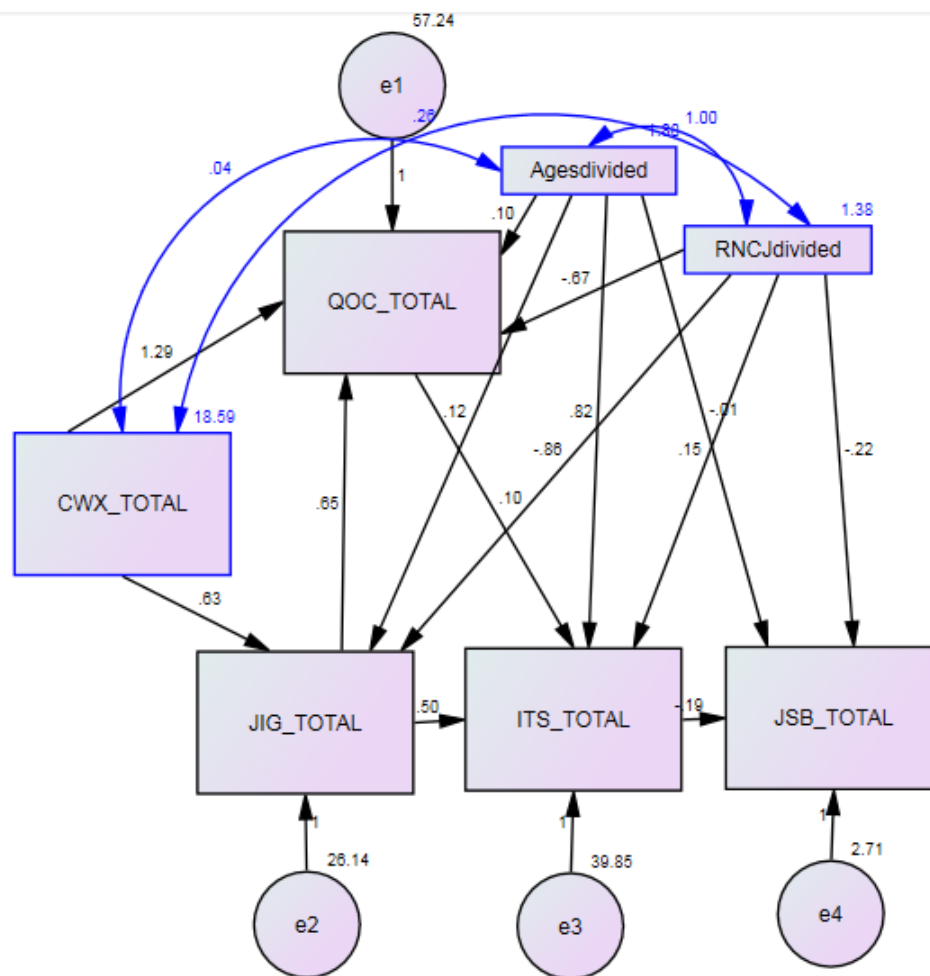 57.24
e1
.26
1.00
.04
Agesdivided
1
.10
1.38
RNCJdivided
QOC_TOTAL
-.67
1.29
18.59
.12
.82
-.01
-.86
.15
-.22
CWX_TOTAL
.65
.10
.63
JIG_TOTAL
.50
ITS_TOTAL
-.19
JSB_TOTAL
1
1
1
26.14
39.85
2.71
e2
e3
e4